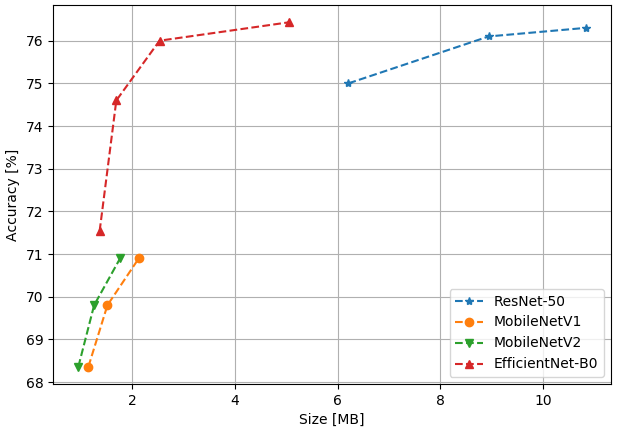 76
75
74
73
72
71
70
69
68
Accuracy [%]
2
4
6
8
10
Size [MB]
ResNet-50
MobileNetV1
MobileNetV2
EfficientNet-B0